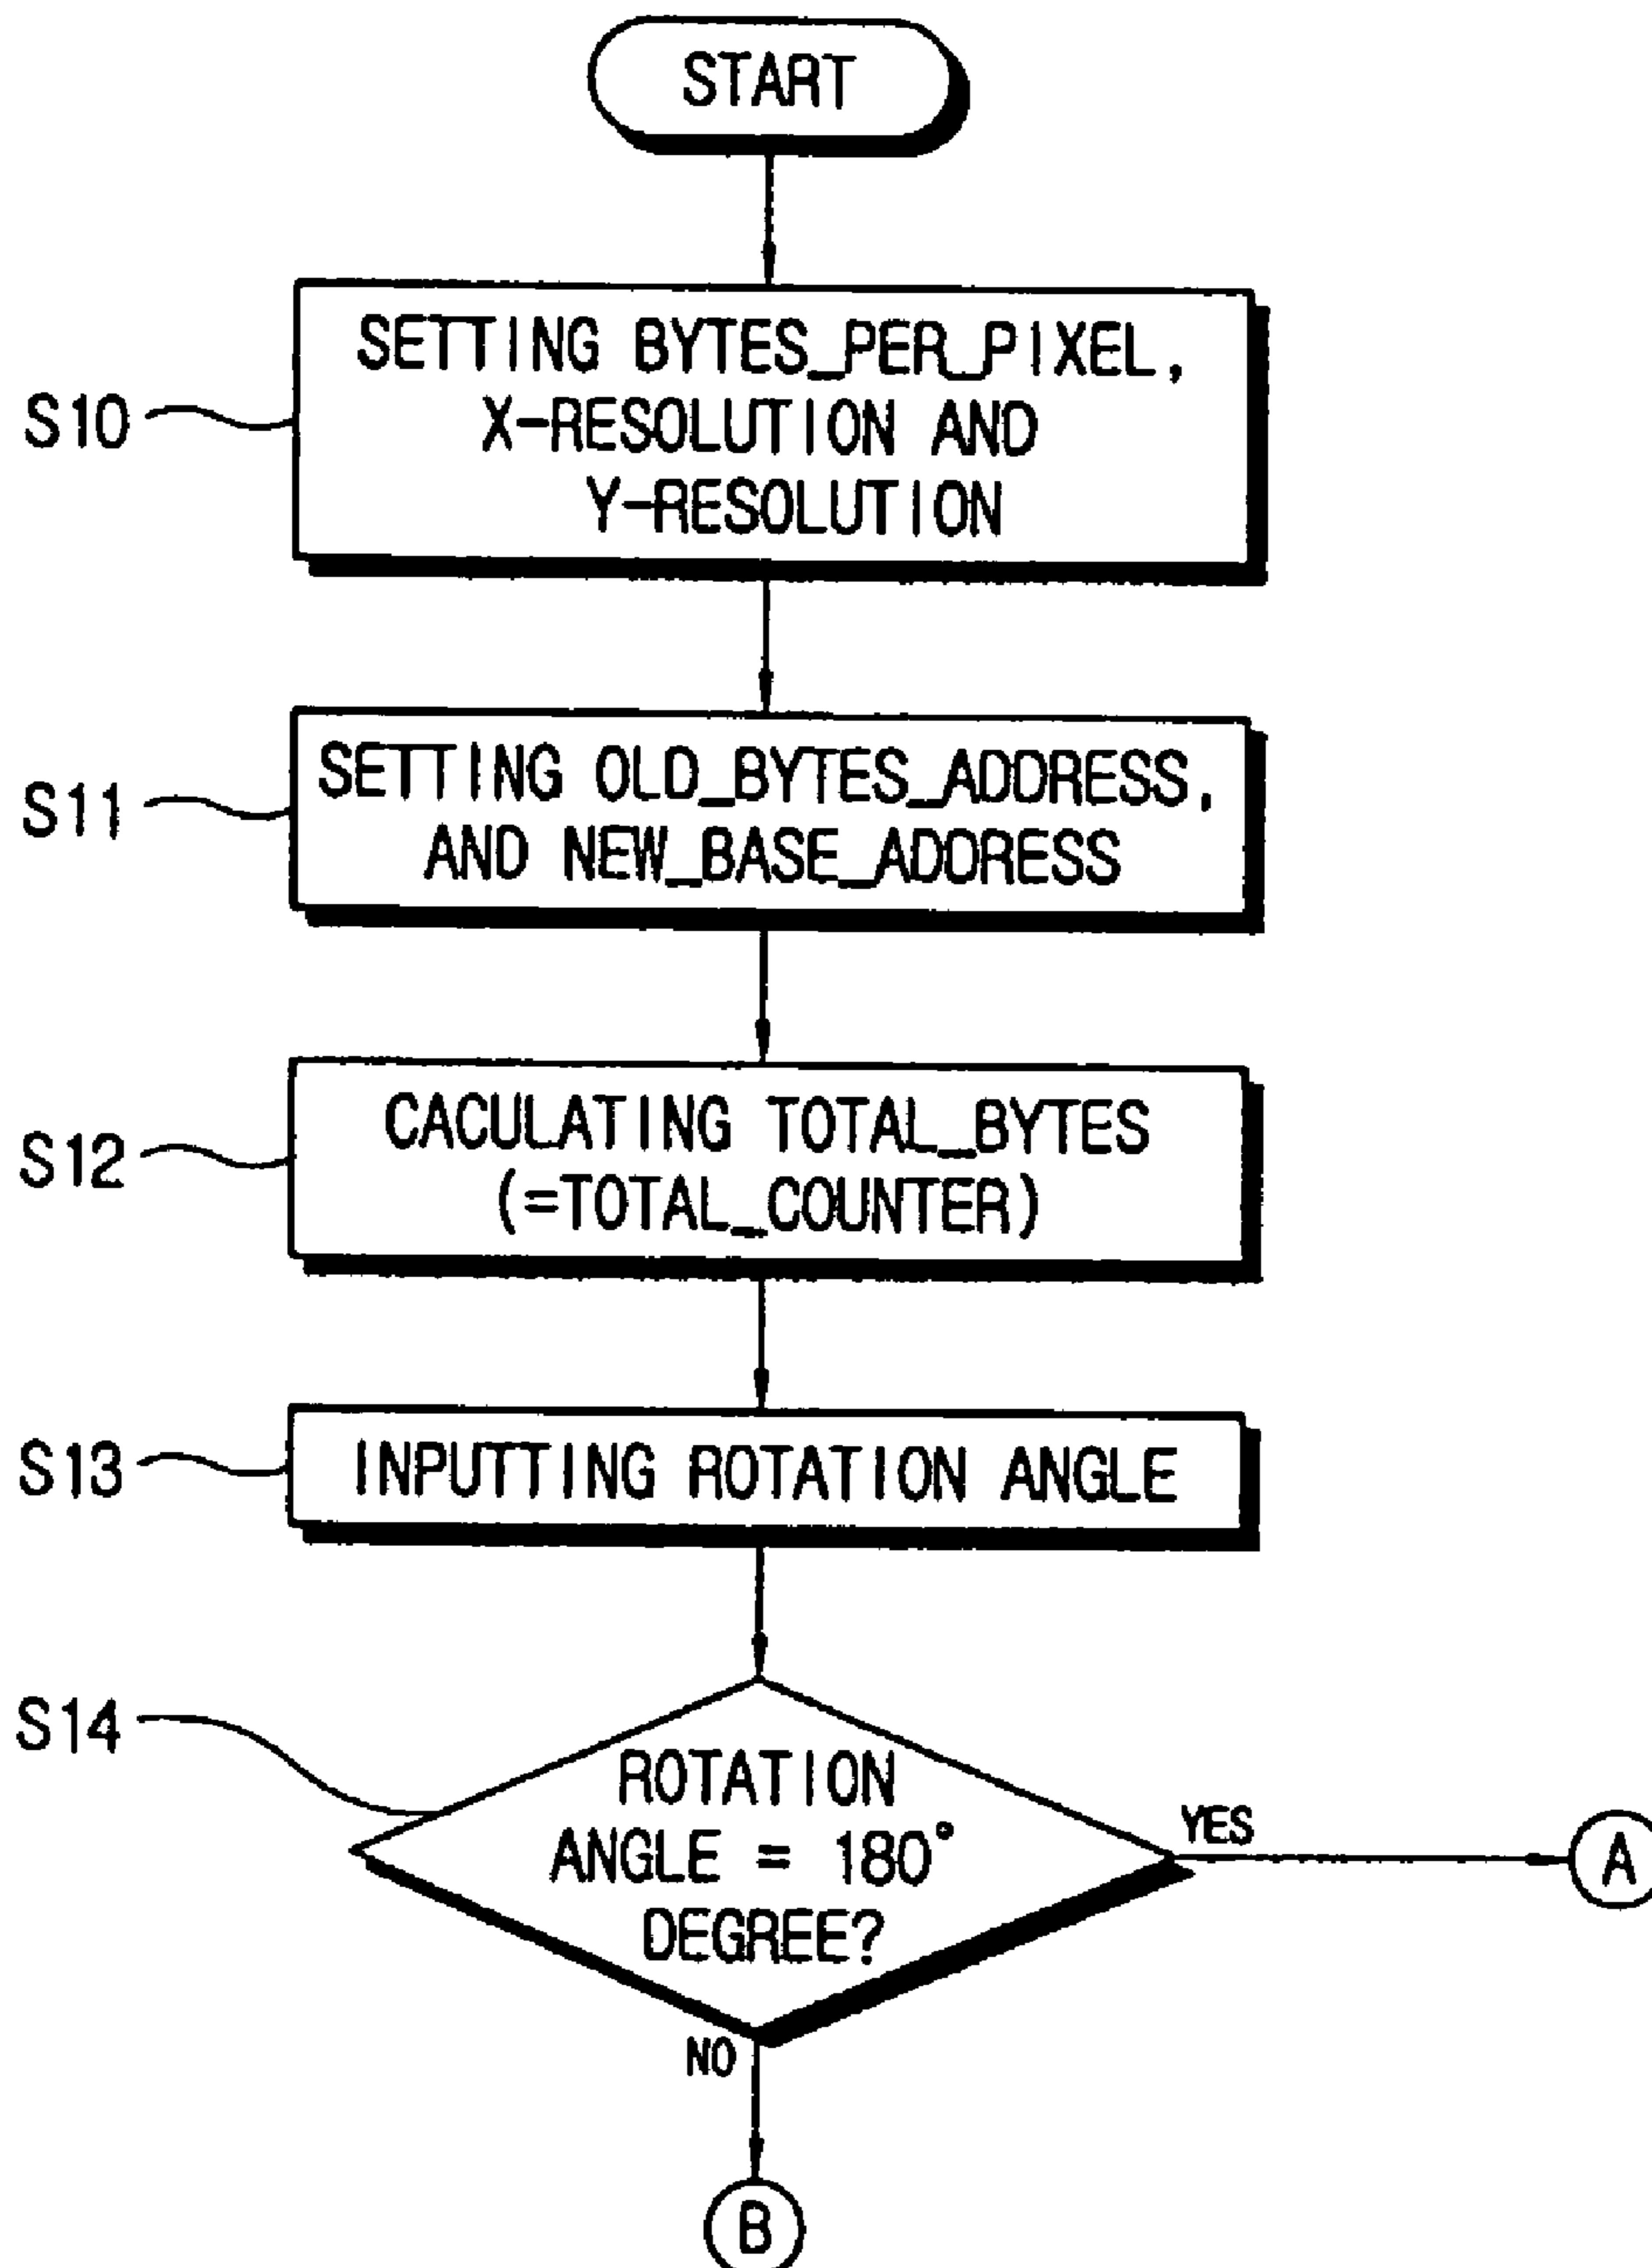 START
S10
SETTING BYTES_PER_PIXEL,
X-RESOLUTION AND
Y-RESOLUTION
S11
SETTING OLD_BYTES_ADDRESS,
AND NEW_BASE_ADDRESS
S12
CACULATING TOTAL_BYTES
(=TOTAL_COUNTER)
S13
INPUTTING ROTATION ANGLE
S14
ROTATION
ANGLE = 180°
DEGREE?
YES
A
NO
B